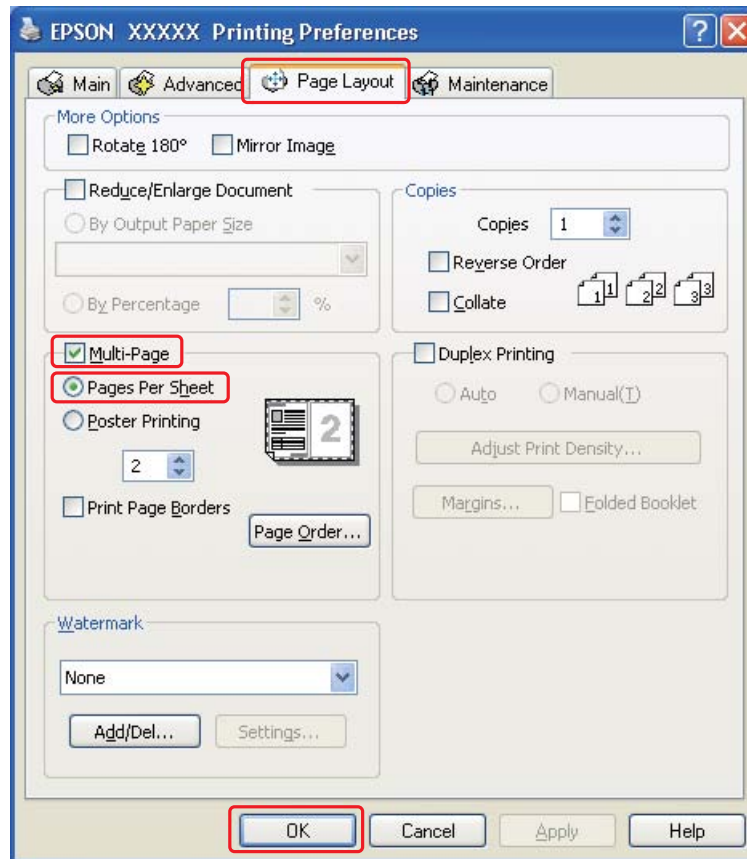 EPSON XXXXX Printing Preferences
Main
Advanced
Page Layout
Maintenance
More Options
Rotate 180°
Mirror Image
Reduce/Enlarge Document
By Output Paper Size
By Percentage
%
Copies
Copies 1
Reverse Order
Collate
1 1 2 2 3 3
Multi-Page
Pages Per Sheet
Poster Printing
2
2
Print Page Borders
Page Order...
Duplex Printing
Auto
Manual(T)
Adjust Print Density...
Margins...
Folded Booklet
Watermark
None
Add/Del...
Settings...
OK
Cancel
Apply
Help